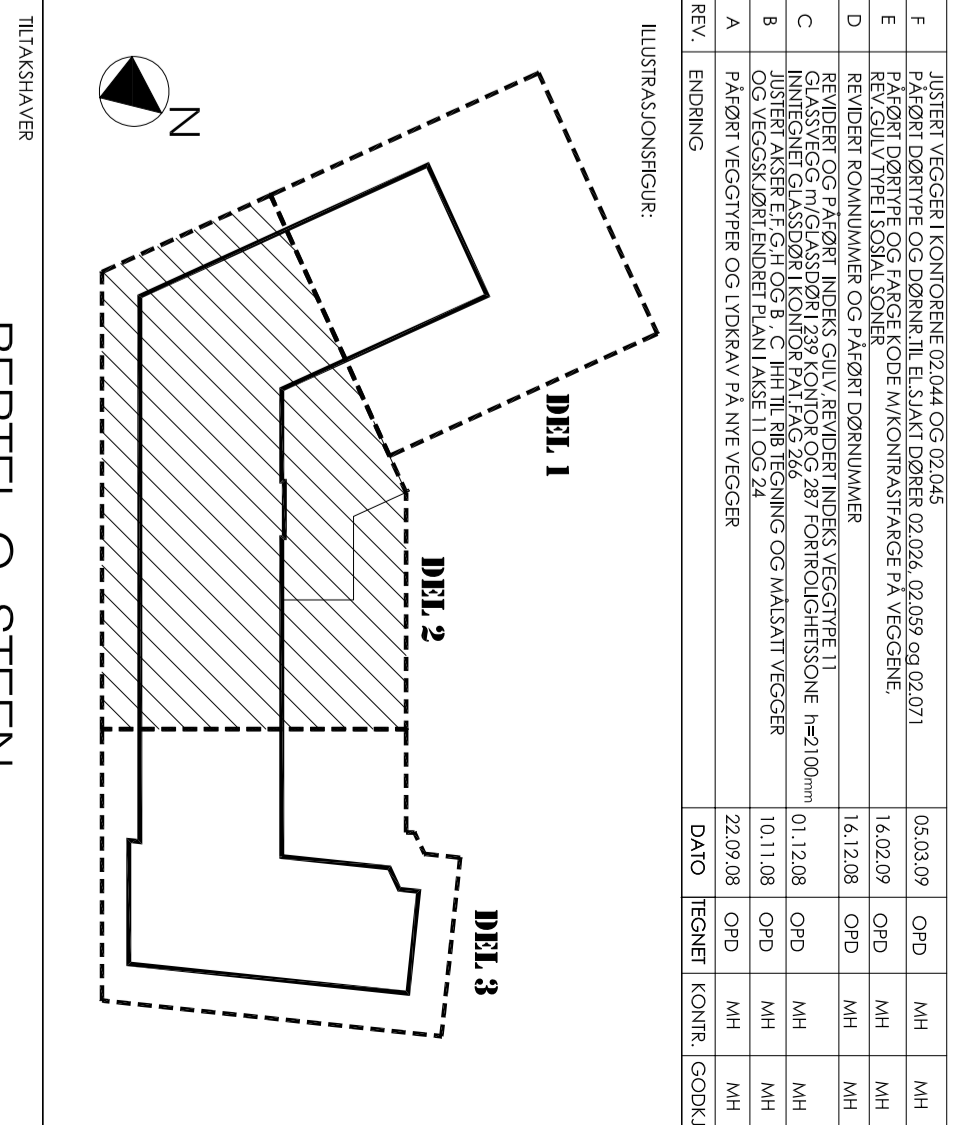 F JUSTERT VEGGER I KONTORENE 02.044 OG 02.045
PÅFØRT DØRTYPE OG DØRNR.TIL EL.SJAKT DØRER 02.026, 02.059 og 02.071 05.03.09 OPD MH MH
E PÅFØRT DØRTYPE OG FARGE KODE M/KONTRASTFARGE PÅ VEGGENE,
REV.GULV TYPE I SOSIAL SONER 16.02.09 OPD MH MH
D REVIDERT ROMNUMMER OG PÅFØRT DØRNUMMER 16.12.08 OPD MH MH
C REVIDERT OG PÅFØRT INDEKS GULV,REVIDERT INDEKS VEGGTYPE 11
GLASSVEGG m/GLASSDØR I 239 KONTOR OG 287 FORTROLIGHETSSONE h=2100mm
INNTEGNET GLASSDØR I KONTOR PAT.FAG 266 01.12.08 OPD MH MH
B JUSTERT AKSER E,F,G,H OG B , C IHH TIL RIB TEGNING OG MÅLSATT VEGGER
OG VEGGSKJØRT,ENDRET PLAN I AKSE 11 OG 24 10.11.08 OPD MH MH
A PÅFØRT VEGGTYPER OG LYDKRAV PÅ NYE VEGGER 22.09.08 OPD MH MH
REV. ENDRING DATO TEGNET KONTR. GODKJ
ILLUSTRASJONSFIGUR:
DEL 1
DEL 2
DEL 3
N
TILTAKSHAVER
BERTEL O. STEEN